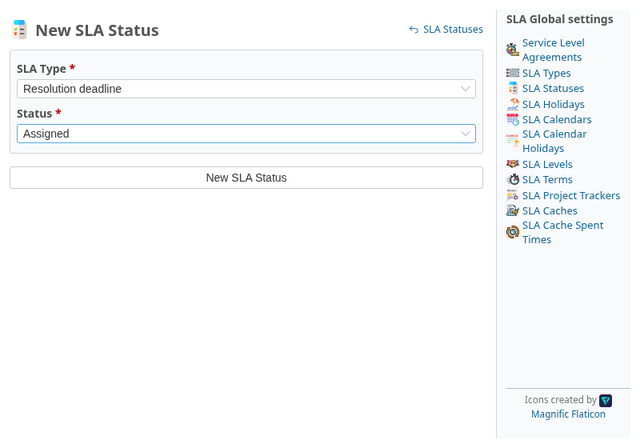 New SLA Status
SLA Statuses
SLA Type *
Resolution deadline
Status *
Assigned
New SLA Status
SLA Global settings
Service Level
Agreements
SLA Types
SLA Statuses
SLA Holidays
SLA Calendars
SLA Calendar
Holidays
SLA Levels
SLA Terms
SLA Project Trackers
SLA Caches
SLA Cache Spent
Times
Icons created by
Magnific Flaticon